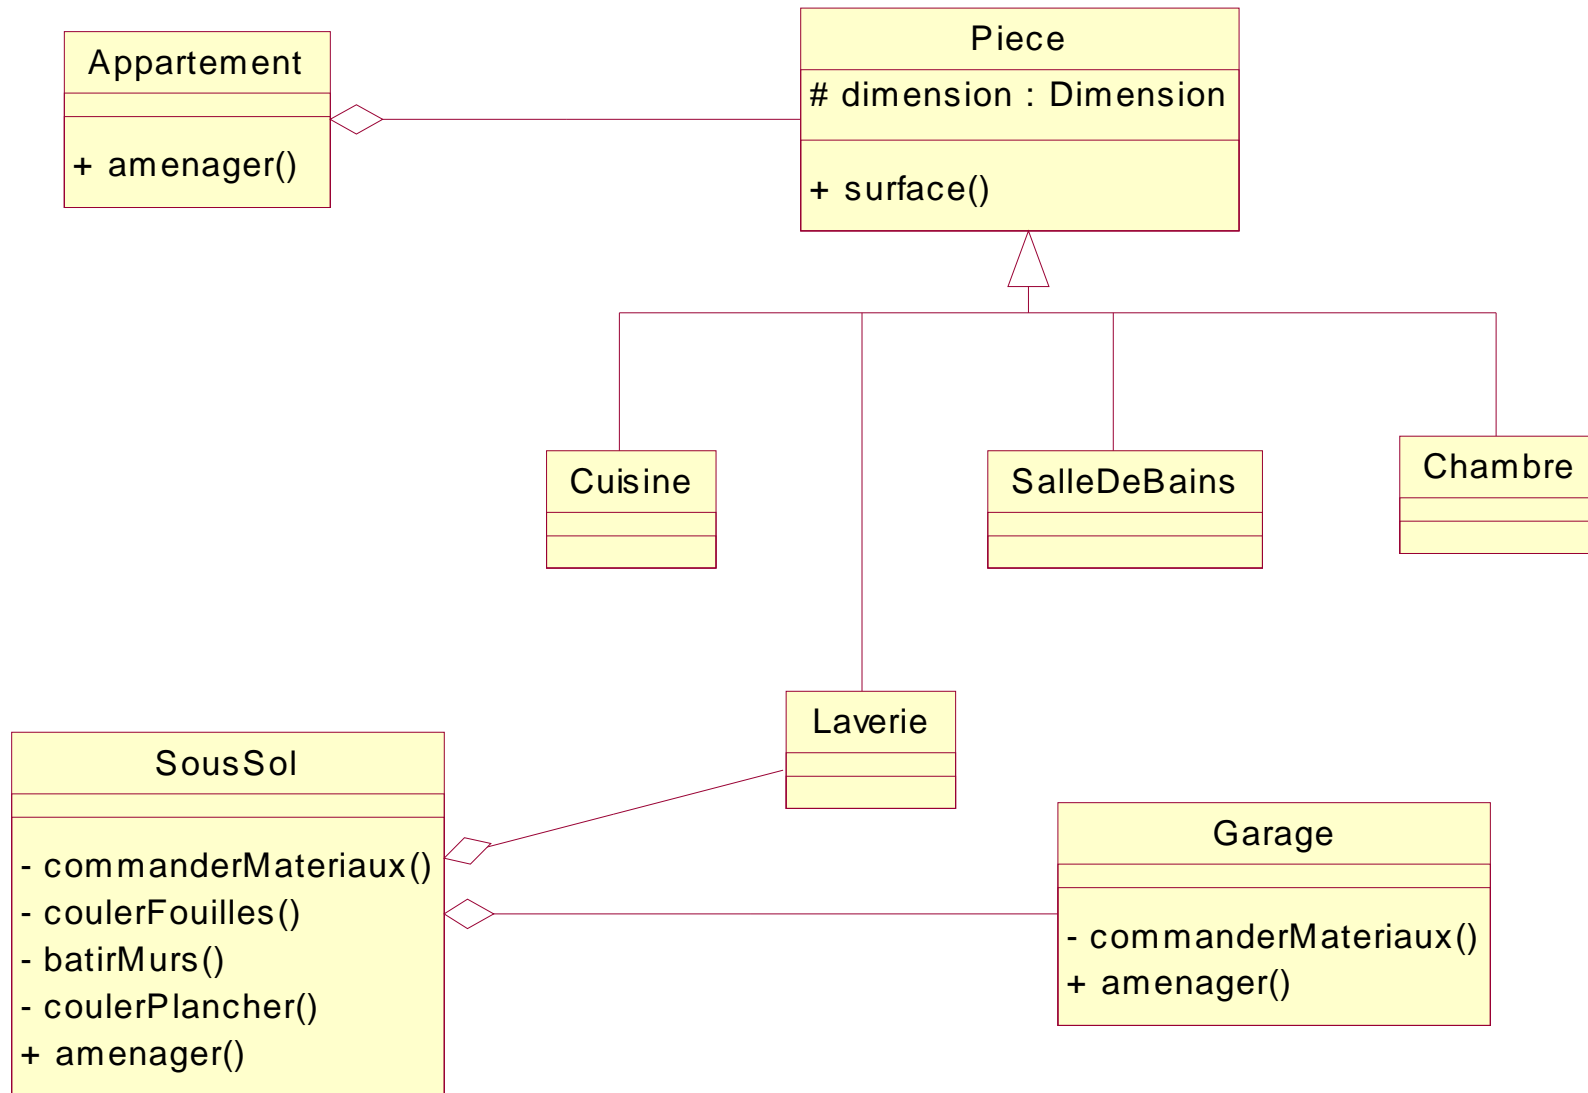 Appartement
+ amenager()
Piece
# dimension : Dimension
+ surface()
Cuisine
SalleDeBains
Chambre
Laverie
SousSol
- commanderMateriaux()
- coulerFouilles()
- batirMurs()
- coulerPlancher()
+ amenager()
Garage
- commanderMateriaux()
+ amenager()